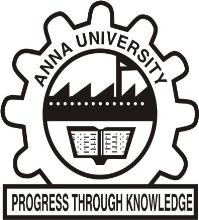 ANNA UNIVERSITY
PROGRESS THROUGH KNOWLEDGE